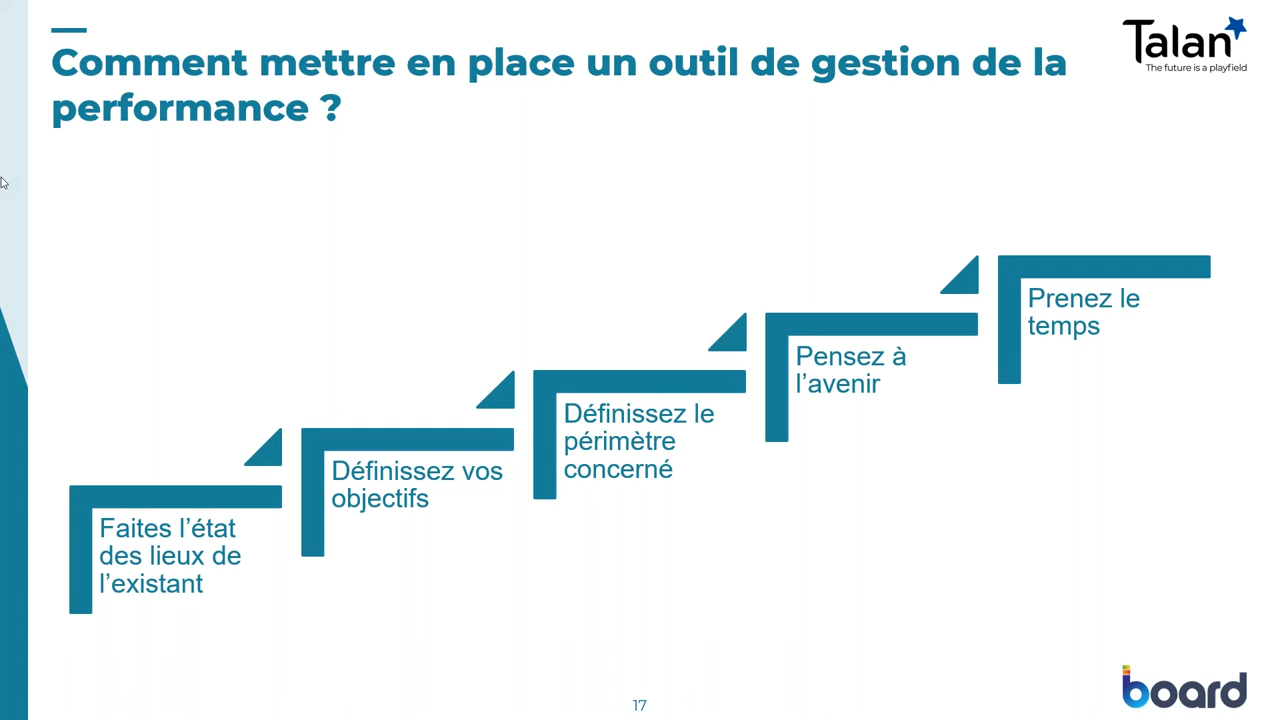 Comment mettre en place un outil de gestion de la
performance ?
Talan
The future is a playfield
Faites l’état
des lieux de
l’existant
Définissez vos
objectifs
Définissez le
périmètre
concerné
Pensez à
l’avenir
Prenez le
temps
17
board